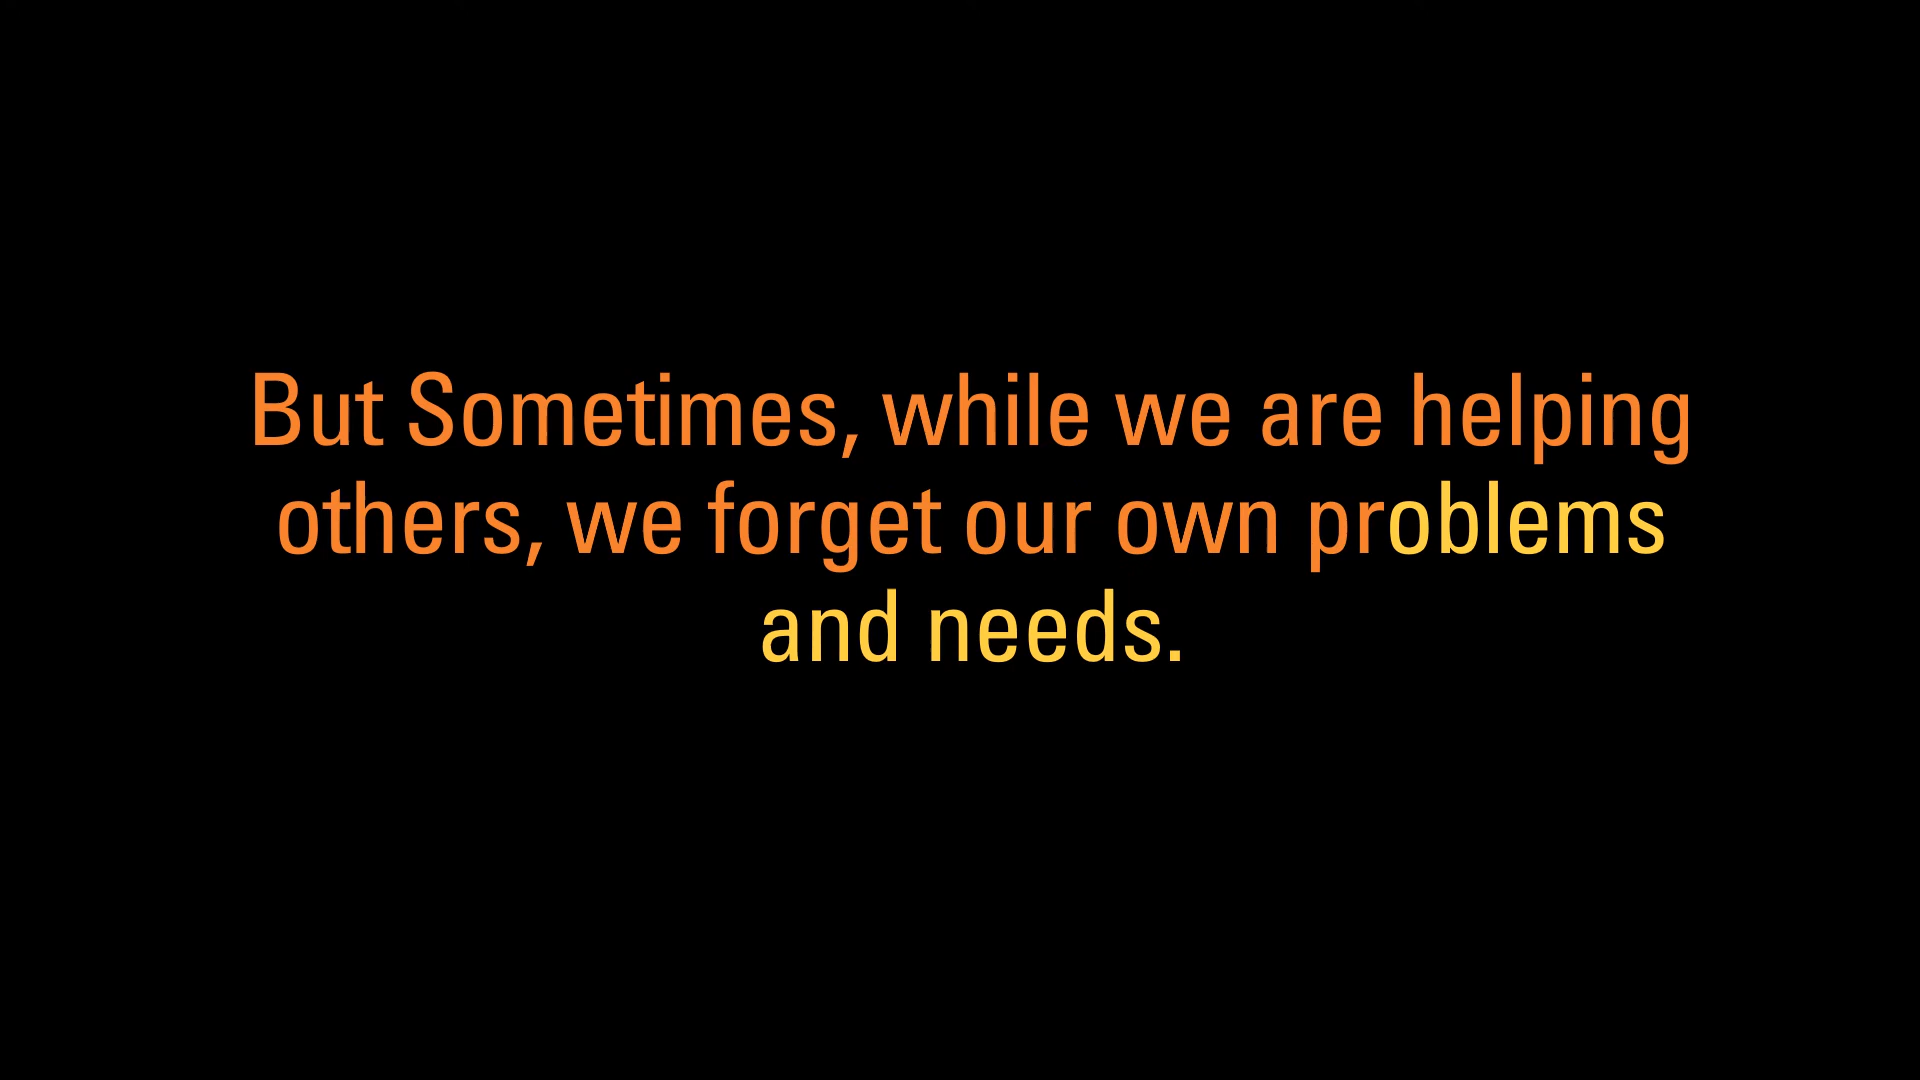 But Sometimes, while we are helping
others, we forget our own problems
and needs.